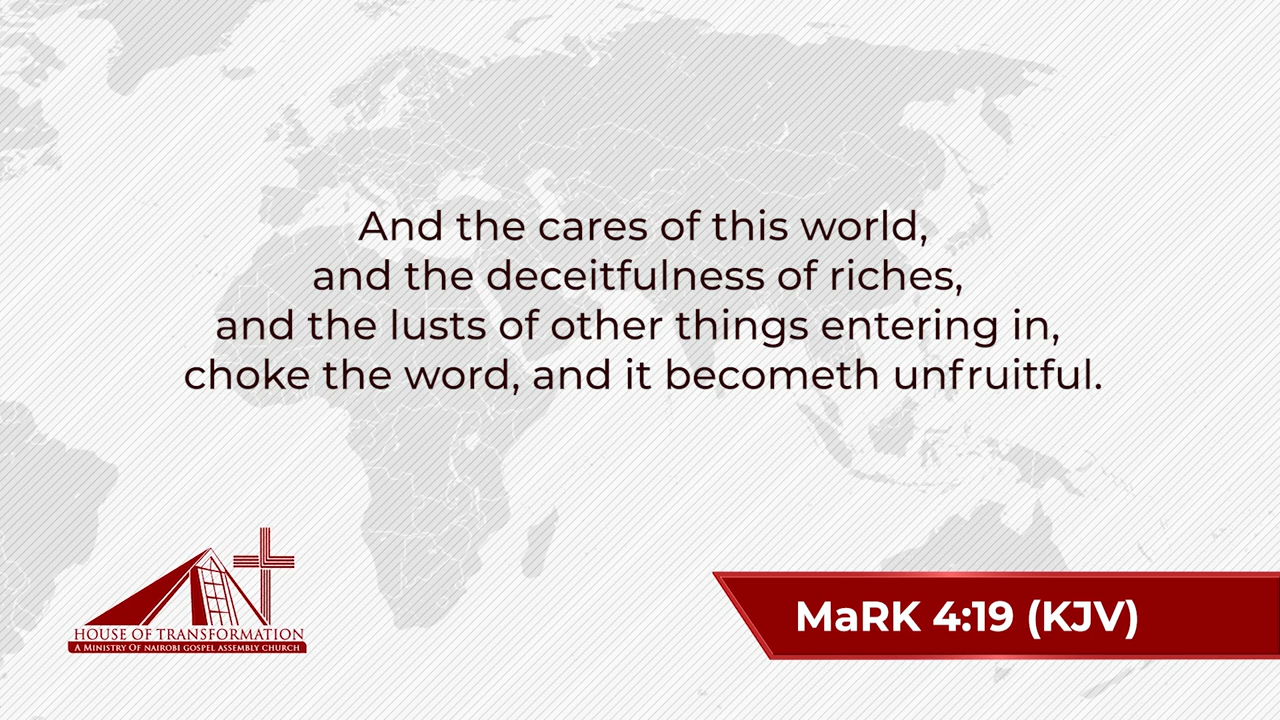 And the cares of this world,
and the deceitfulness of riches,
and the lusts of other things entering in,
choke the word, and it becometh unfruitful.
HOUSE OF TRANSFORMATION
A MINISTRY OF NAIROBI GOSPEL ASSEMBLY CHURCH
MaRK 4:19 (KJV)